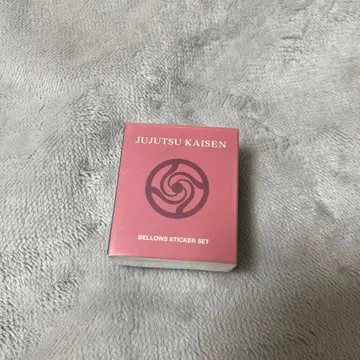 JUJUTSU KAISEN
BELLOWS STICKER SET